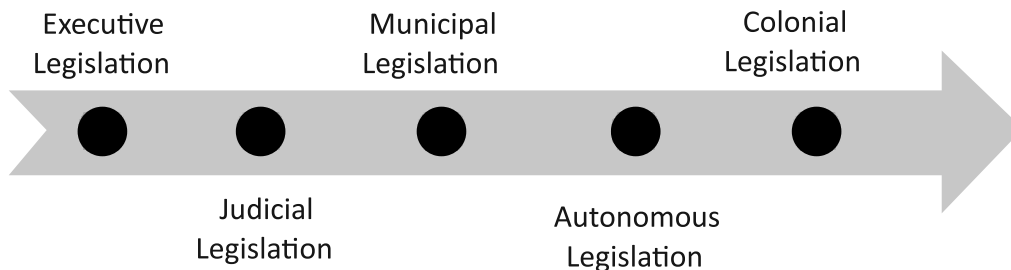 Executive
Legislation
Judicial
Legislation
Municipal
Legislation
Autonomous
Legislation
Colonial
Legislation